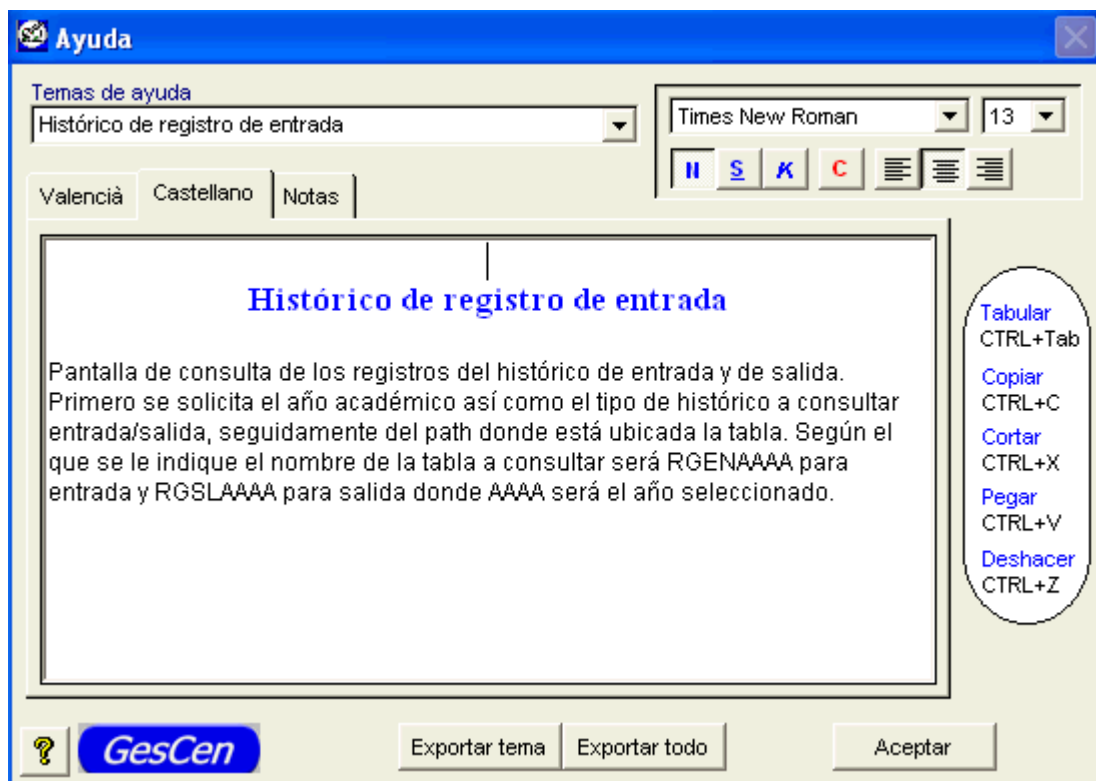 Ayuda
Temas de ayuda
Histórico de registro de entrada
Times New Roman
13
N S K C
Valencià
Castellano
Notas
Histórico de registro de entrada
Pantalla de consulta de los registros del histórico de entrada y de salida.
Primero se solicita el año académico así como el tipo de histórico a consultar
entrada/salida, seguidamente del path donde está ubicada la tabla. Según el
que se le indique el nombre de la tabla a consultar será RGENAAAA para
entrada y RGSLAAAA para salida donde AAAA será el año seleccionado.
Tabular
CTRL+Tab
Copiar
CTRL+C
Cortar
CTRL+X
Pegar
CTRL+V
Deshacer
CTRL+Z
?
GesCen
Exportar tema
Exportar todo
Aceptar